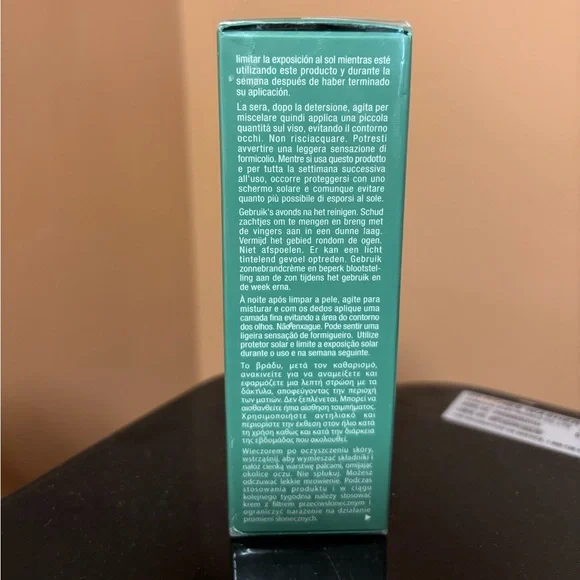 limitar la exposición al sol mientras esté
utilizando este producto y durante la
semana después de haber terminado
su aplicación.
La sera, dopo la detersione, agita per
miscelare quindi applica una piccola
quantità sul viso, evitando il contorno
occhi. Non risciacquare. Potresti
avvertire una leggera sensazione di
formicolio. Mentre si usa questo prodotto
e per tutta la settimana successiva
all'uso, occorre proteggersi con uno
schermo solare e comunque evitare
quanto più possibile di esporsi al sole.
Gebruik's avonds na het reinigen. Schud
zachtjes om te mengen en breng met
de vingers aan in een dunne laag.
Vermijd het gebied rondom de ogen.
Niet afspoelen. Er kan een licht
tintelend gevoel optreden. Gebruik
zonnebrandcrème en beperk blootstel-
ling aan de zon tijdens het gebruik en
de week erna.
À noite após limpar a pele, agite para
misturar e com os dedos aplique uma
camada fina evitando a área do contorno
dos olhos. Não enxague. Pode sentir uma
ligeira sensação de formigueiro. Utilize
protetor solar e limite a exposição solar
durante o uso e na semana seguinte.
Το βράδυ, μετά τον καθαρισμό,
ανακινείτε για να αναμείξετε και
εφαρμόζετε μια λεπτή στρώση με τα
δάκτυλα, αποφεύγοντας την περιοχή
των ματιών. Δεν ξεπλένεται. Μπορεί να
αισθανθείτε ήπια αίσθηση τσιμπήματος.
Χρησιμοποιήστε αντηλιακό και
περιορίστε την έκθεση στον ήλιο κατά
τη χρήση καθώς και κατά την διάρκεια
της εβδομάδας που ακολουθεί.
Wieczorem po oczyszczeniu skóry,
wstrząśnij, aby wymieszać składniki i
nałóż cienką warstwę palcami, omijając
okolice oczu. Nie spłukuj. Możesz
odczuwać lekkie mrowienie. Podczas
stosowania produktu i w ciągu
kolejnego tygodnia należy stosować
krem z filtrem przeciwsłonecznym i
ograniczyć narażenie na działanie
promieni słonecznych.